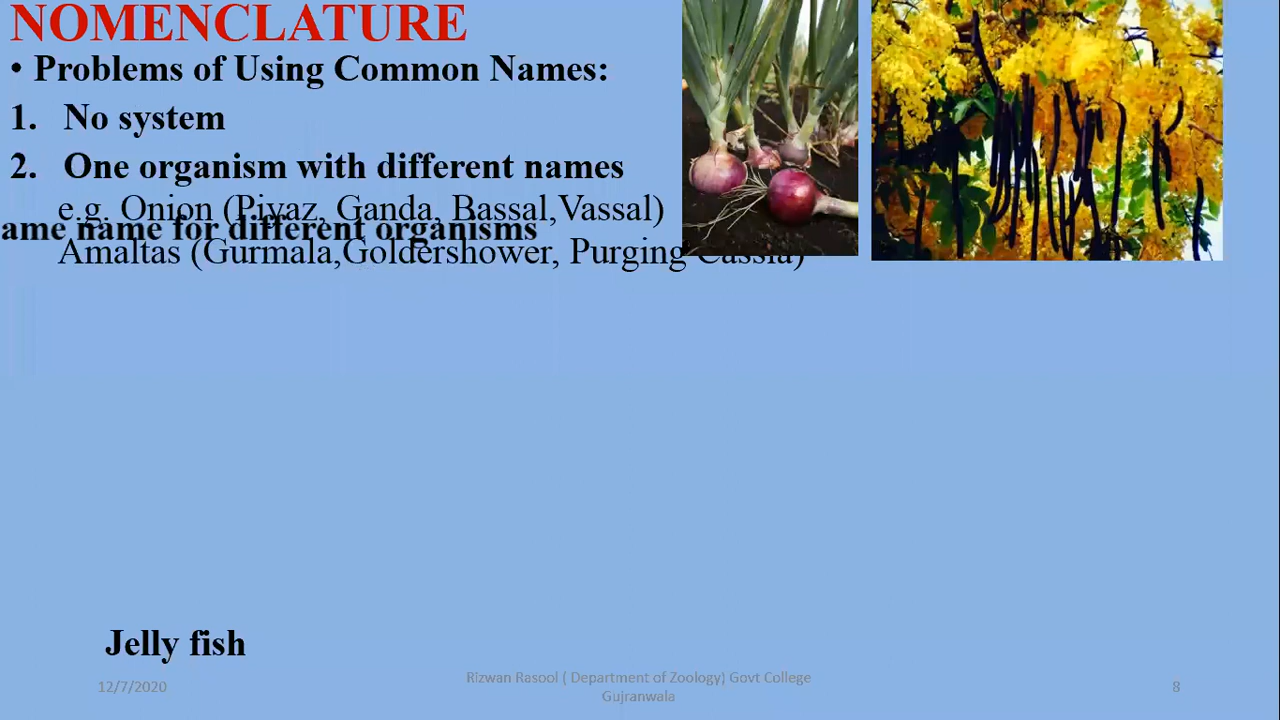 NOMENCLATURE
• Problems of Using Common Names:
1. No system
2. One organism with different names
e.g. Onion (Piyaz, Ganda, Bassal,Vassal)
ame name for different organisms
Amaltas (Gurmala,Goldershower, Purging Cassia)
Jelly fish
12/7/2020
Rizwan Rasool ( Department of Zoology) Govt College
Gujranwala
8